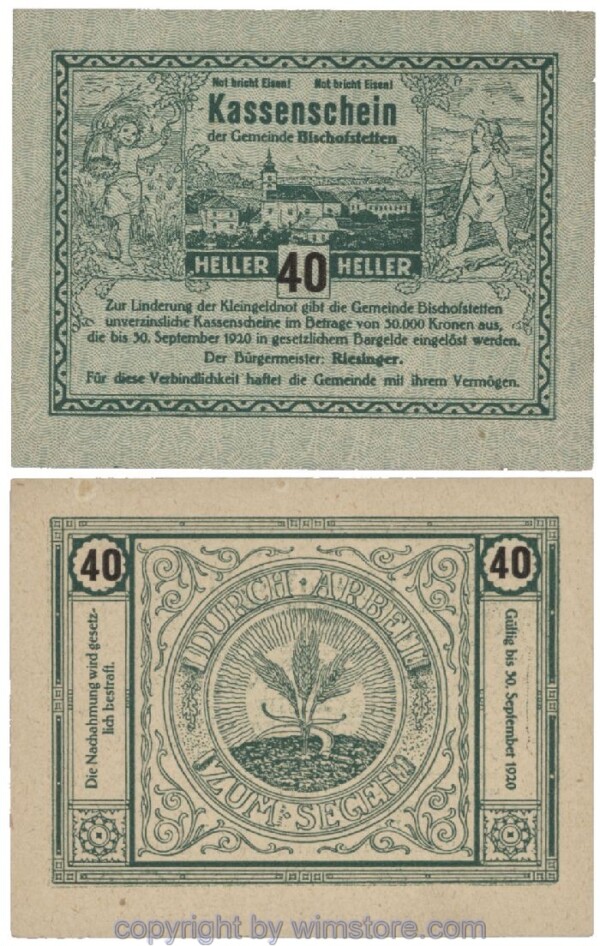 Not bricht Eisen! Not bricht Eisen!
Kassenschein
der Gemeinde Bischofstetten
HELLER 40 HELLER
Zur Linderung der Kleingeldnot gibt die Gemeinde Bischofstetten
unverzinsliche Kassenscheine im Betrage von 30.000 Kronen aus,
die bis 30. September 1920 in gesetzlichem Bargelde eingelöst werden.
Der Bürgermeister: Riesinger.
Für diese Verbindlichkeit haftet die Gemeinde mit ihrem Vermögen.
40
40
DURCH · ARBEIT
ZUM · SEGEN
Die Nachahmung wird gesetz-
lich bestraft.
Gültig bis 30. September 1920
40
40
copyright by wimstore.com